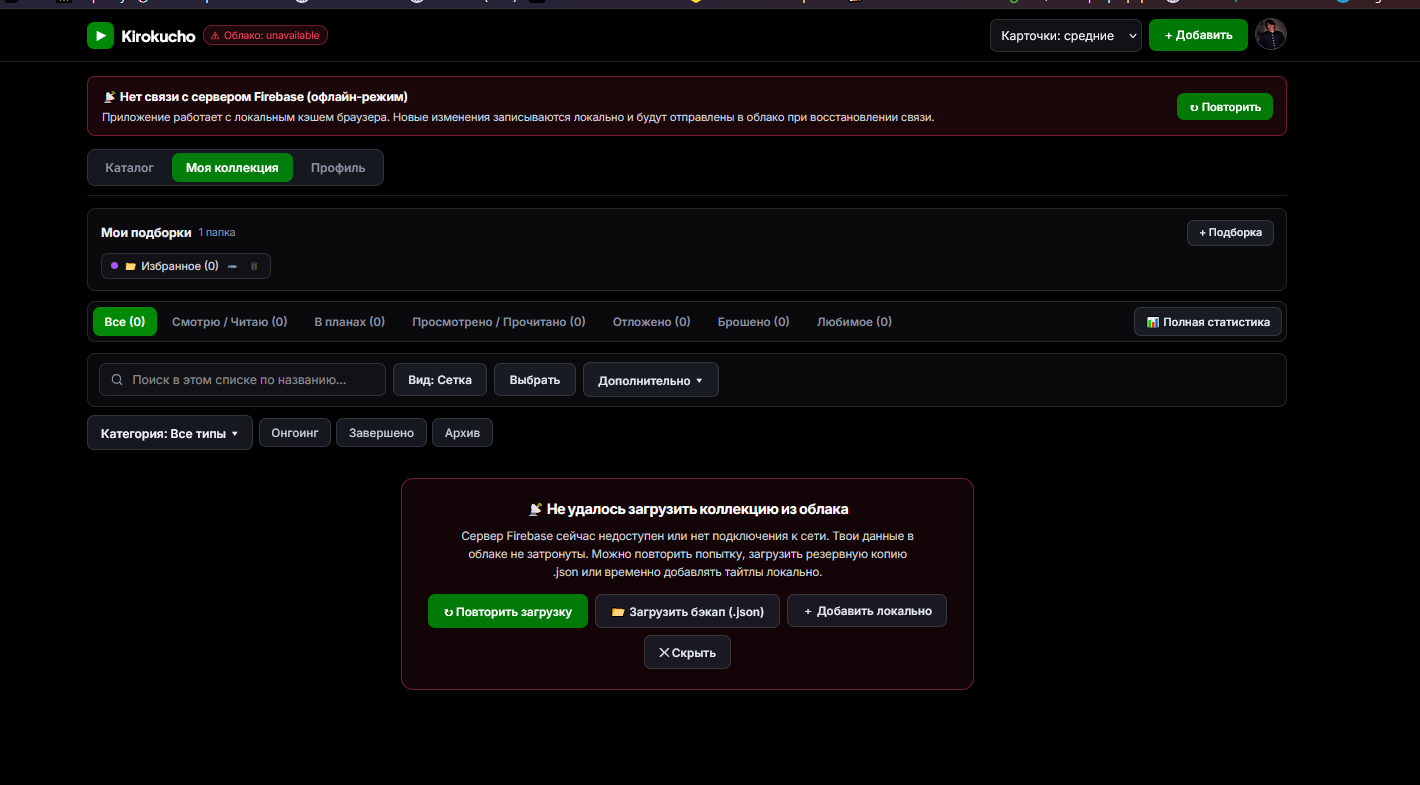 Kirokucho
⚠ Облако: unavailable
Карточки: средние
+ Добавить
Нет связи с сервером Firebase (офлайн-режим)
Приложение работает с локальным кэшем браузера. Новые изменения записываются локально и будут отправлены в облако при восстановлении связи.
↻ Повторить
Каталог
Моя коллекция
Профиль
Мои подборки 1 папка
+ Подборка
Избранное (0)
Все (0)
Смотрю / Читаю (0)
В планах (0)
Просмотрено / Прочитано (0)
Отложено (0)
Брошено (0)
Любимое (0)
Полная статистика
Поиск в этом списке по названию...
Вид: Сетка
Выбрать
Дополнительно ▾
Категория: Все типы ▾
Онгоинг
Завершено
Архив
Не удалось загрузить коллекцию из облака
Сервер Firebase сейчас недоступен или нет подключения к сети. Твои данные в
облаке не затронуты. Можно повторить попытку, загрузить резервную копию
.json или временно добавлять тайтлы локально.
↻ Повторить загрузку
Загрузить бэкап (.json)
+ Добавить локально
✕ Скрыть